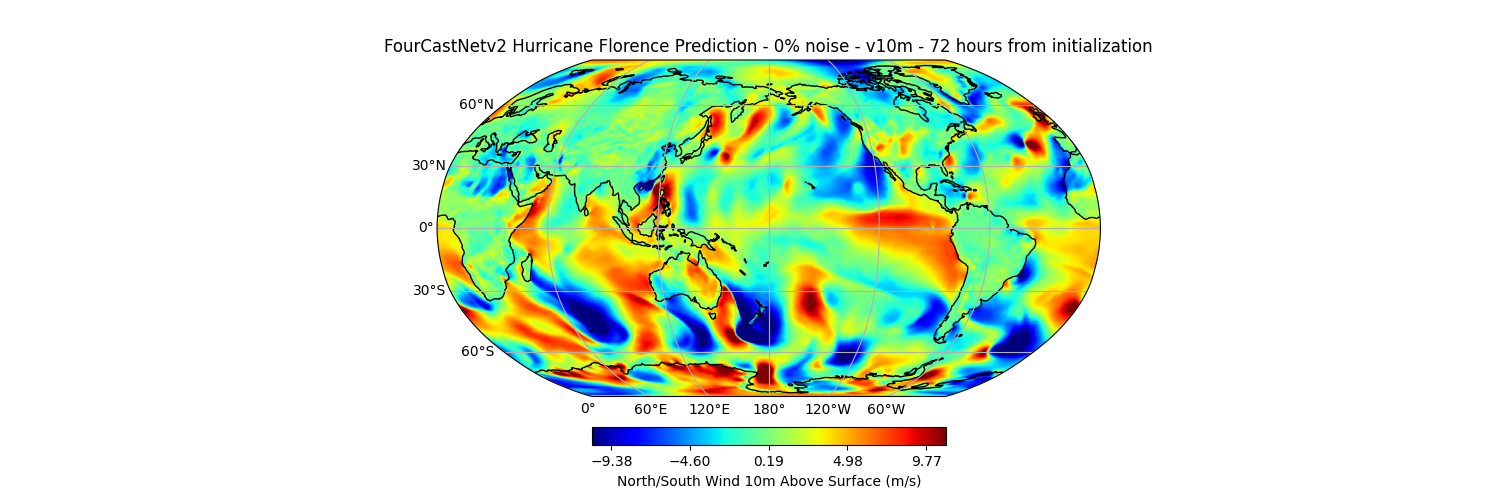 FourCastNetv2 Hurricane Florence Prediction - 0% noise - v10m - 72 hours from initialization
60°N
30°N
0°
30°S
60°S
0° 60°E 120°E 180° 120°W 60°W
−9.38 −4.60 0.19 4.98 9.77
North/South Wind 10m Above Surface (m/s)